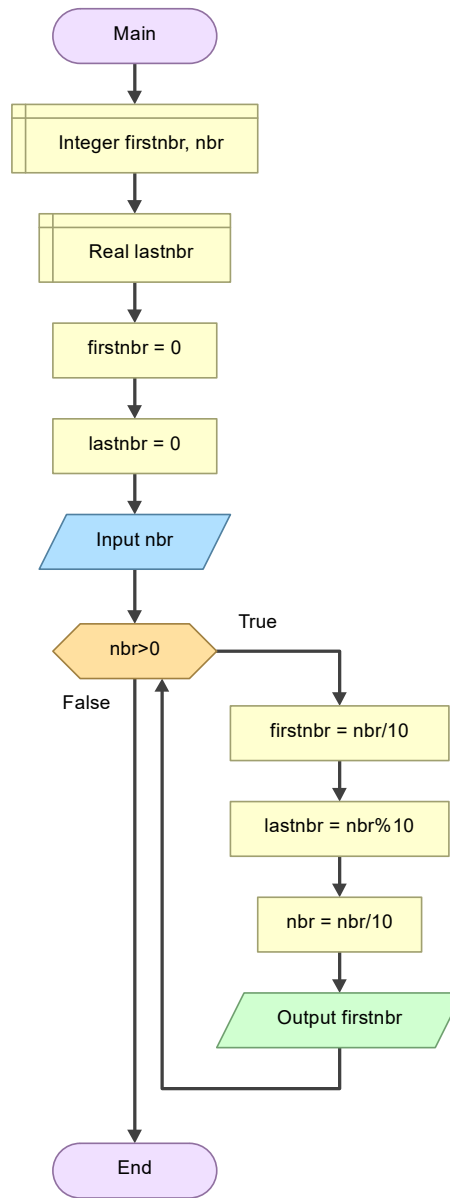 Main
Integer firstnbr, nbr
Real lastnbr
firstnbr = 0
lastnbr = 0
Input nbr
nbr>0
True
False
firstnbr = nbr/10
lastnbr = nbr%10
nbr = nbr/10
Output firstnbr
End